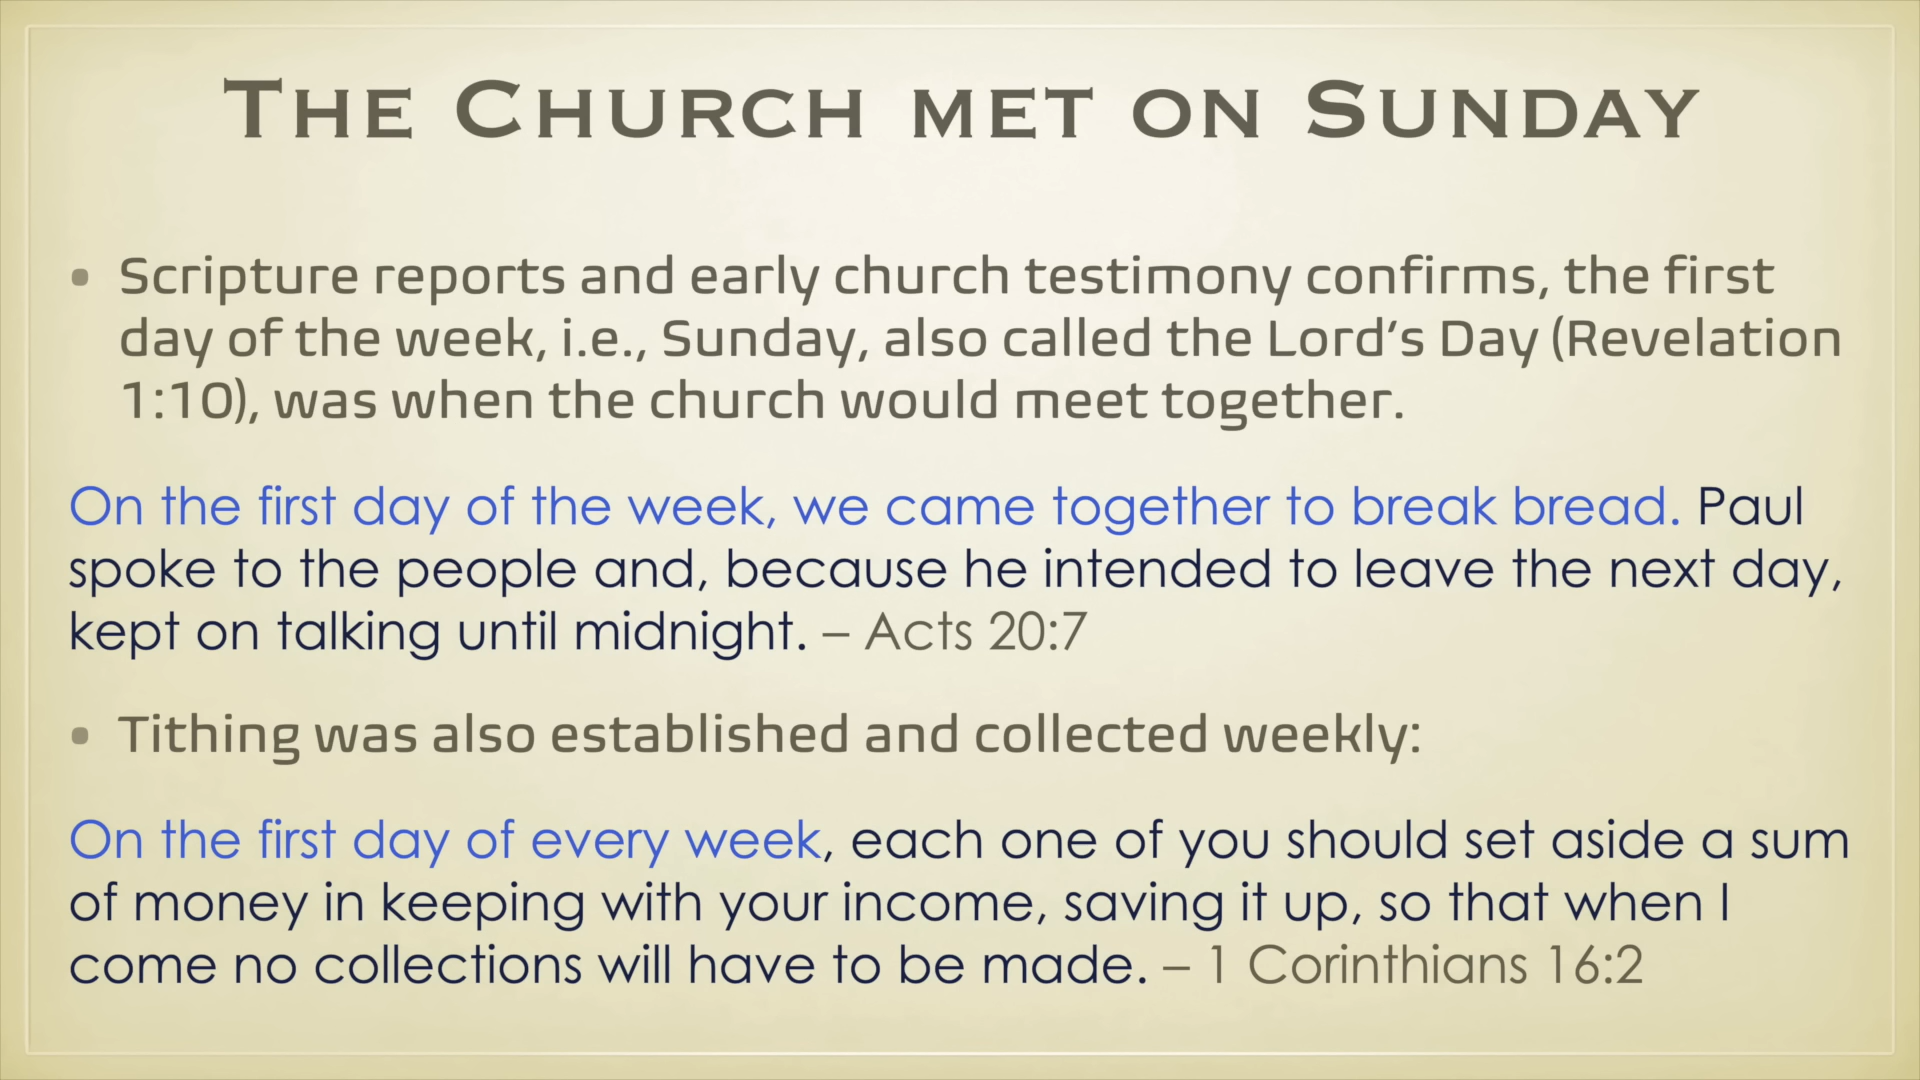 The Church met on Sunday
• Scripture reports and early church testimony confirms, the first
day of the week, i.e., Sunday, also called the Lord’s Day (Revelation
1:10), was when the church would meet together.
On the first day of the week, we came together to break bread. Paul
spoke to the people and, because he intended to leave the next day,
kept on talking until midnight. – Acts 20:7
• Tithing was also established and collected weekly:
On the first day of every week, each one of you should set aside a sum
of money in keeping with your income, saving it up, so that when I
come no collections will have to be made. – 1 Corinthians 16:2